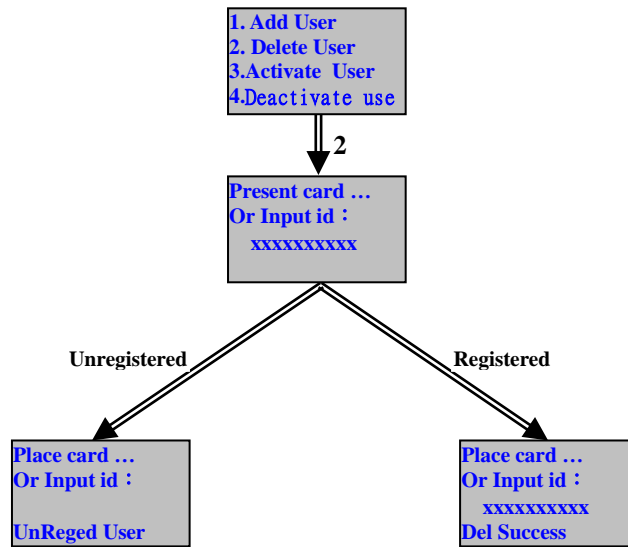 1. Add User
2. Delete User
3.Activate User
4.Deactivate use
2
Present card …
Or Input id：
xxxxxxxxxx
Unregistered
Registered
Place card …
Or Input id：
UnReged User
Place card …
Or Input id：
xxxxxxxxxx
Del Success